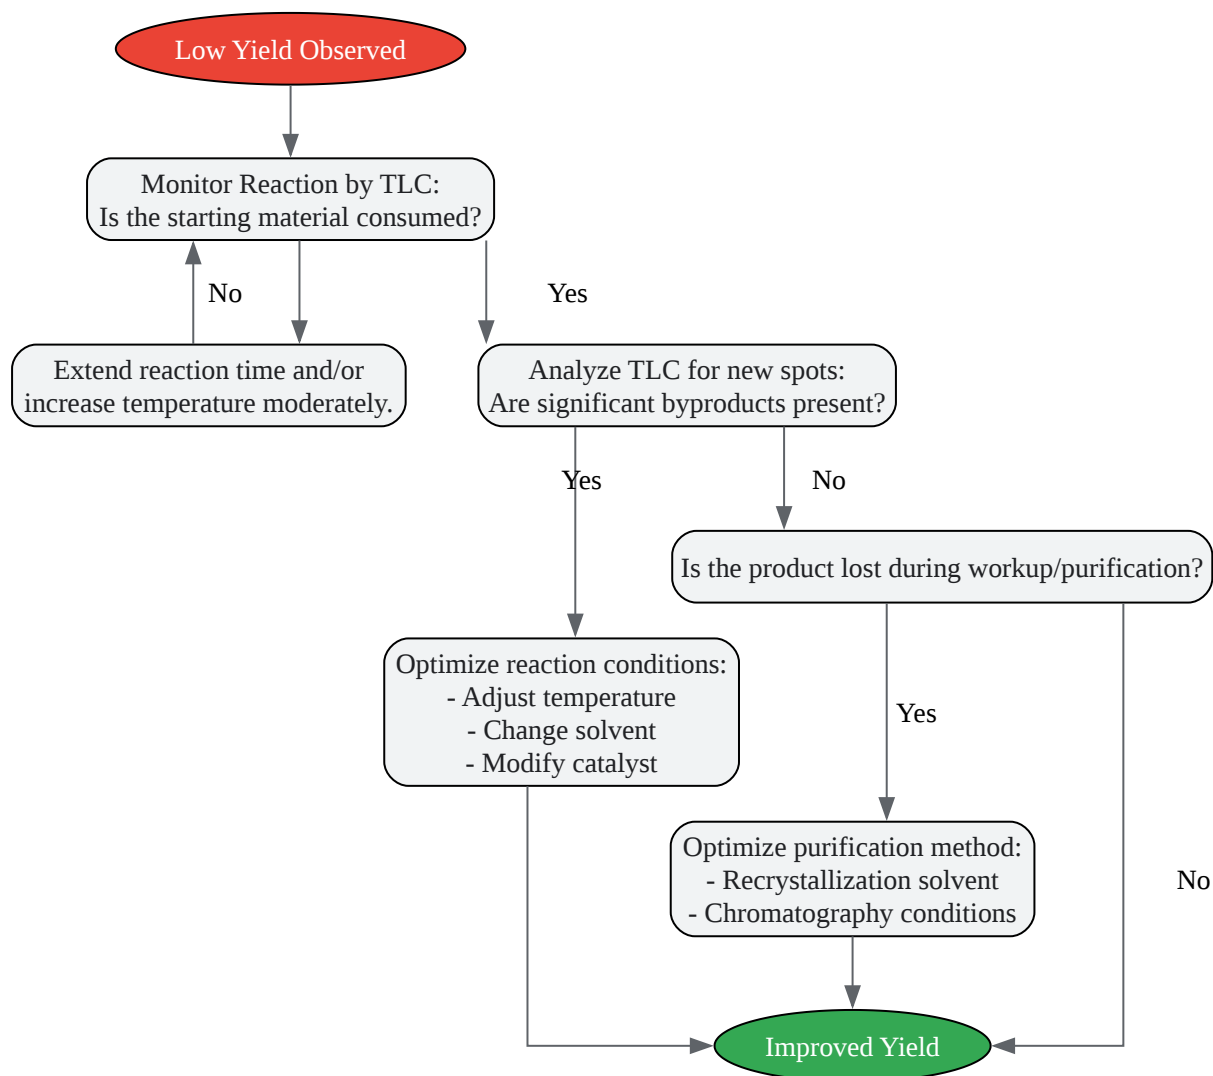 Low Yield Observed
Monitor Reaction by TLC:
Is the starting material consumed?
No
Yes
Extend reaction time and/or
increase temperature moderately.
Analyze TLC for new spots:
Are significant byproducts present?
Yes
No
Is the product lost during workup/purification?
Optimize reaction conditions:
- Adjust temperature
- Change solvent
- Modify catalyst
Yes
Optimize purification method:
- Recrystallization solvent
- Chromatography conditions
No
Improved Yield